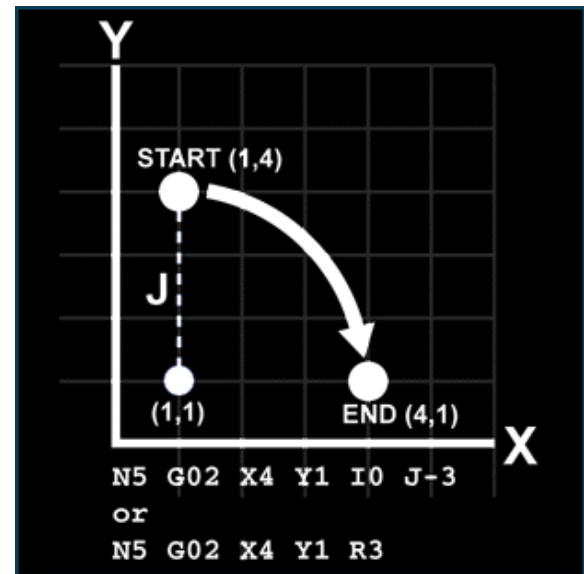 Y
START (1,4)
J
(1,1)
END (4,1)
X
N5 G02 X4 Y1 I0 J-3
or
N5 G02 X4 Y1 R3